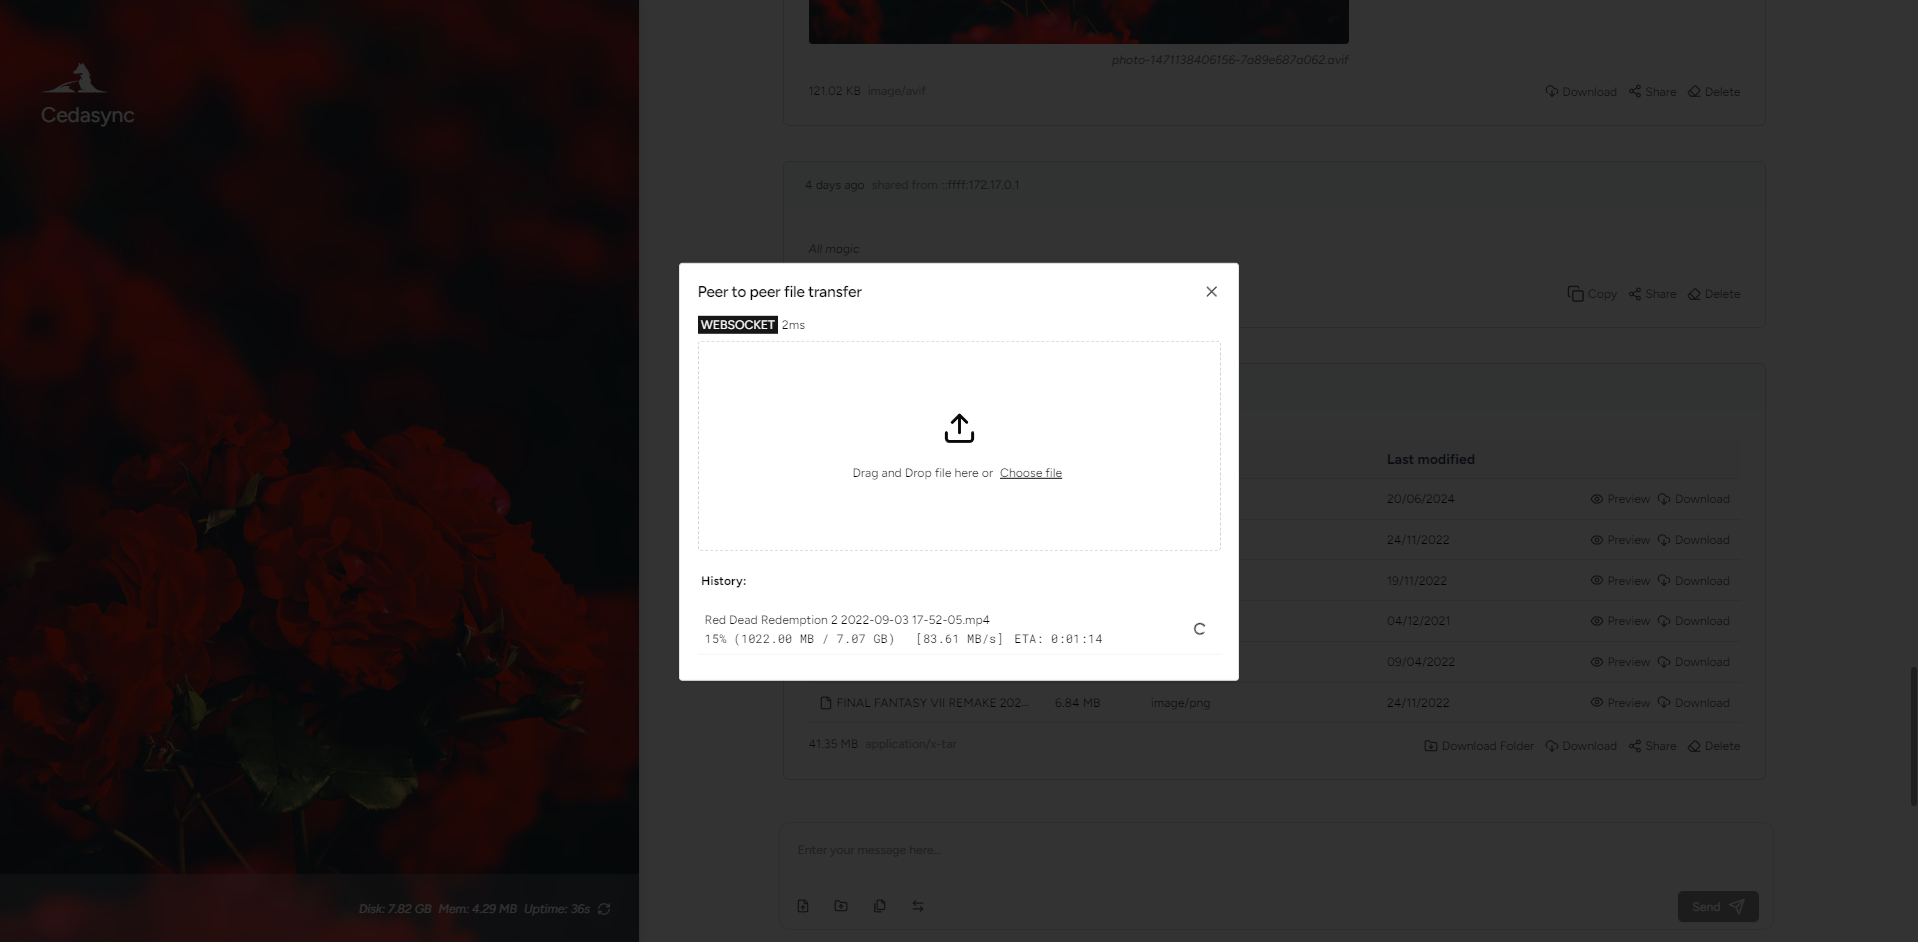 Cedasync
photo-1471138406156-7a89e687a062.avif
121.02 KB image/avif
Download Share Delete
4 days ago shared from ::ffff:172.17.0.1
All magic
Copy Share Delete
Peer to peer file transfer
WEBSOCKET 2ms
Drag and Drop file here or Choose file
History:
Red Dead Redemption 2 2022-09-03 17-52-05.mp4
15% (1022.00 MB / 7.07 GB) [83.61 MB/s] ETA: 0:01:14
Last modified
20/06/2024 Preview Download
24/11/2022 Preview Download
19/11/2022 Preview Download
04/12/2021 Preview Download
09/04/2022 Preview Download
FINAL FANTASY VII REMAKE 202... 6.84 MB image/png 24/11/2022 Preview Download
41.35 MB application/x-tar
Download Folder Download Share Delete
Enter your message here...
Send
Disk: 7.82 GB Mem: 4.29 MB Uptime: 36s